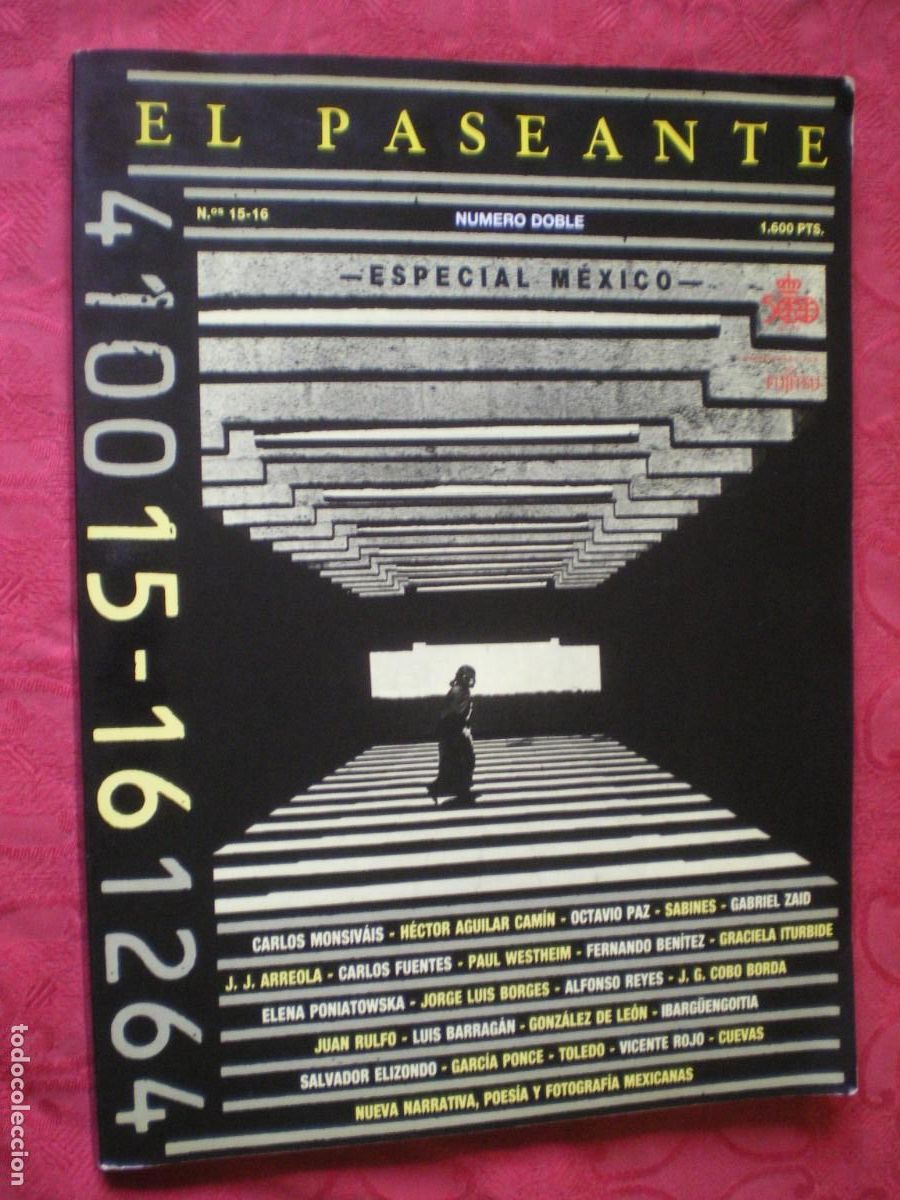 EL PASEANTE
N.os 15-16
NUMERO DOBLE
1.600 PTS.
—ESPECIAL MÉXICO—
FUJITSU
410015-161264
CARLOS MONSIVÁIS - HÉCTOR AGUILAR CAMÍN - OCTAVIO PAZ - SABINES - GABRIEL ZAID
J. J. ARREOLA - CARLOS FUENTES - PAUL WESTHEIM - FERNANDO BENÍTEZ - GRACIELA ITURBIDE
ELENA PONIATOWSKA - JORGE LUIS BORGES - ALFONSO REYES - J. G. COBO BORDA
JUAN RULFO - LUIS BARRAGÁN - GONZÁLEZ DE LEÓN - IBARGÜENGOITIA
SALVADOR ELIZONDO - GARCÍA PONCE - TOLEDO - VICENTE ROJO - CUEVAS
NUEVA NARRATIVA, POESÍA Y FOTOGRAFÍA MEXICANAS
todocoleccion